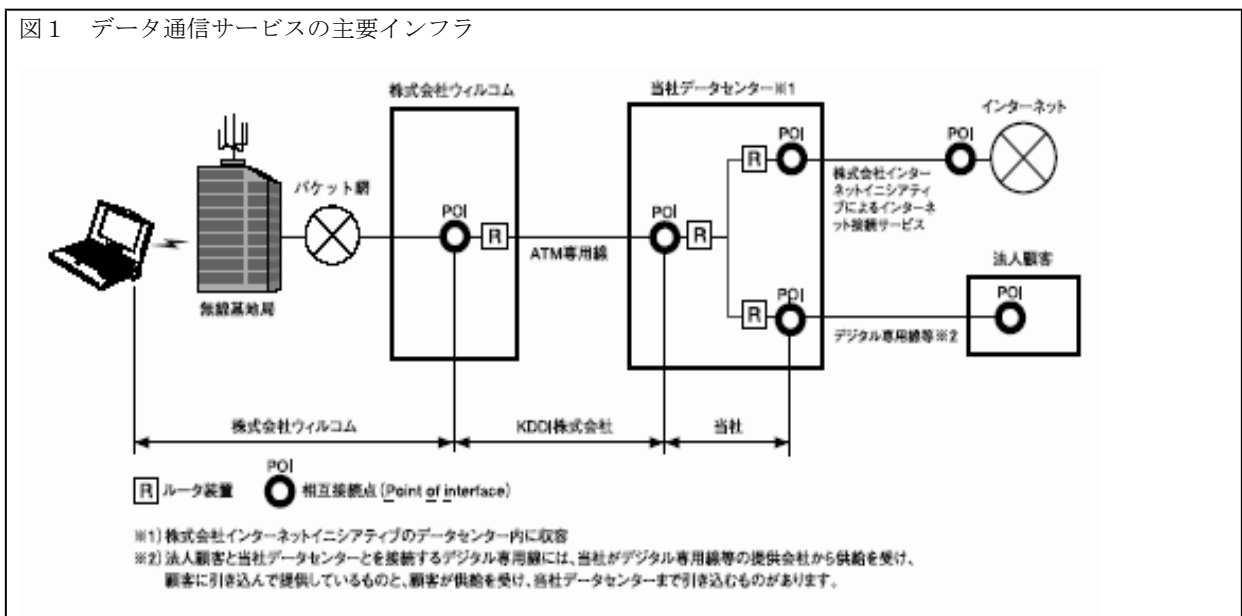 図1 データ通信サービスの主要インフラ
株式会社ウィルコム
当社データセンター※1
インターネット
POI
POI
R
パケット網
株式会社インター
ネットイニシアティ
ブによるインターネ
ット接続サービス
POI
R
ATM専用線
POI
R
法人顧客
無線基地局
POI
R
POI
デジタル専用線等※2
株式会社ウィルコム
KDDI株式会社
当社
POI
R ルータ装置
相互接続点(Point of interface)
※1)株式会社インターネットイニシアティブのデータセンター内に収容
※2)法人顧客と当社データセンターとを接続するデジタル専用線には、当社がデジタル専用線等の提供会社から供給を受け、
顧客に引き込んで提供しているものと、顧客が供給を受け、当社データセンターまで引き込むものがあります。